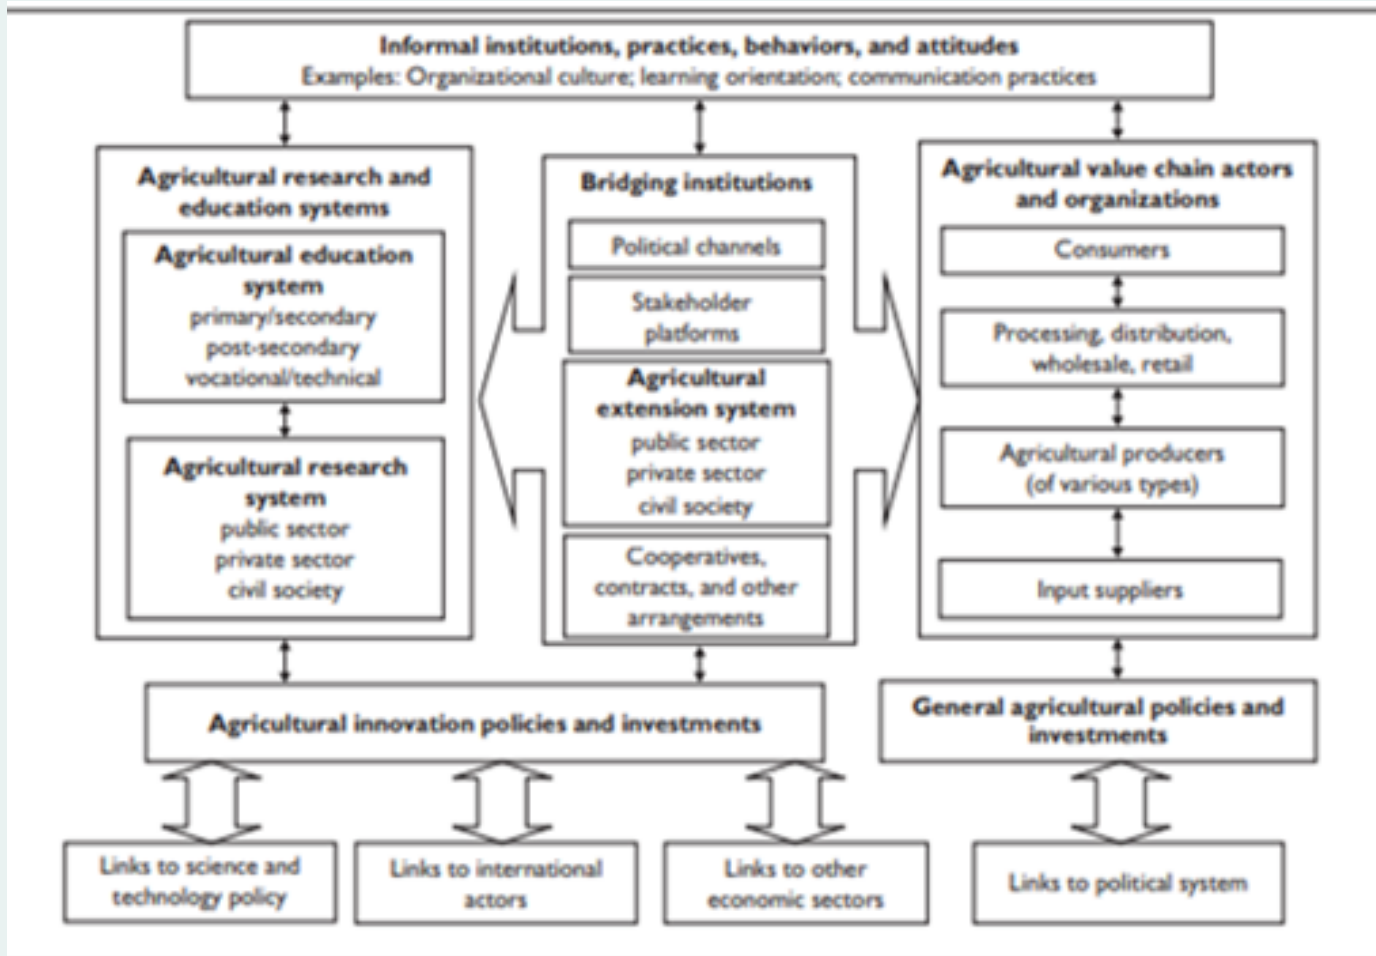 Informal institutions, practices, behaviors, and attitudes
Examples: Organizational culture; learning orientation; communication practices
Agricultural research and
education systems
Agricultural education
system
primary/secondary
post-secondary
vocational/technical
Agricultural research
system
public sector
private sector
civil society
Bridging institutions
Political channels
Stakeholder
platforms
Agricultural
extension system
public sector
private sector
civil society
Cooperatives,
contracts, and other
arrangements
Agricultural value chain actors
and organizations
Consumers
Processing, distribution,
wholesale, retail
Agricultural producers
(of various types)
Input suppliers
Agricultural innovation policies and investments
General agricultural policies and
investments
Links to science and
technology policy
Links to international
actors
Links to other
economic sectors
Links to political system